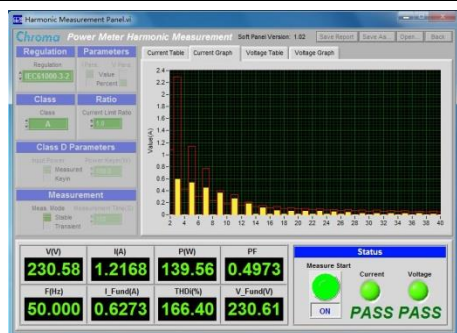 Harmonic Measurement Panel.vi
Chroma Power Meter Harmonic Measurement Soft Panel Version: 1.02 Save Report Save As... Open... Back
Regulation Parameters
Regulation
IEC61000-3-2
Value
Percent
Class Ratio
Class Current Limit Ratio
A 1.0
Class D Parameters
Measured
Keyin
Measurement
Meas. Mode
Stable
Transient
Current Table Current Graph Voltage Table Voltage Graph
Value(A)
2.4
2.2
2
1.8
1.6
1.4
1.2
1
0.8
0.6
0.4
0.2
0
2 4 6 8 10 12 14 16 18 20 22 24 26 28 30 32 34 36 38 40
V(V) I(A) P(W) PF
230.58 1.2168 139.56 0.4973
F(Hz) I_Fund(A) THDi(%) V_Fund(V)
50.000 0.6273 166.40 230.61
Status
Measure Start Current Voltage
ON PASS PASS